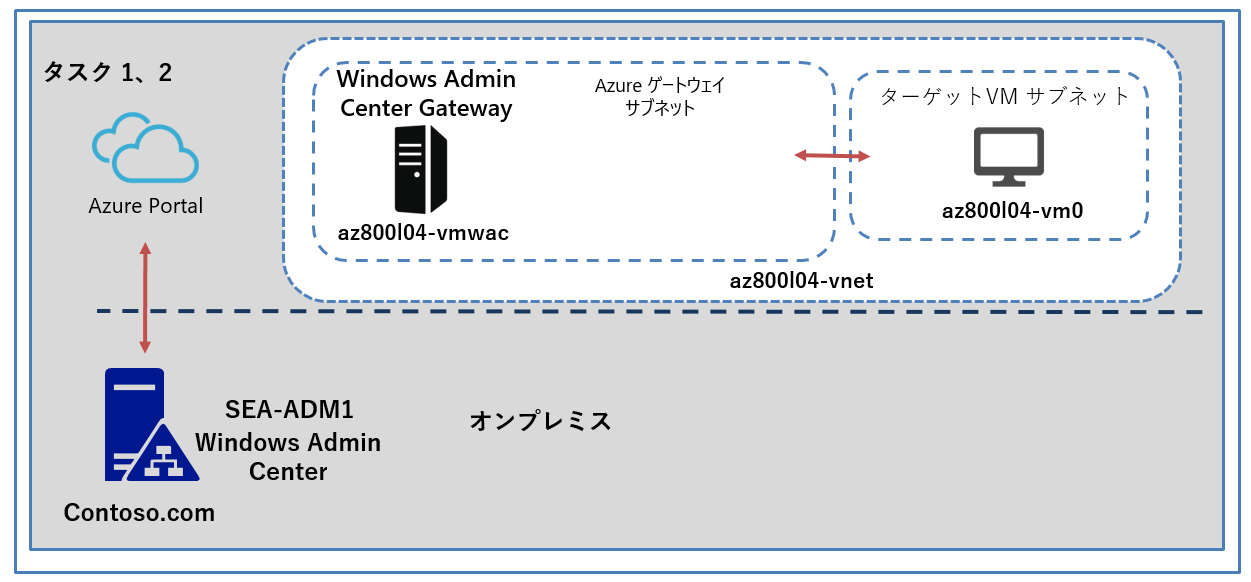 タスク 1、2
Windows Admin
Center Gateway
Azure ゲートウェイ
サブネット
ターゲットVM サブネット
Azure Portal
az800l04-vmwac
az800l04-vm0
az800l04-vnet
SEA-ADM1
Windows Admin
Center
オンプレミス
Contoso.com